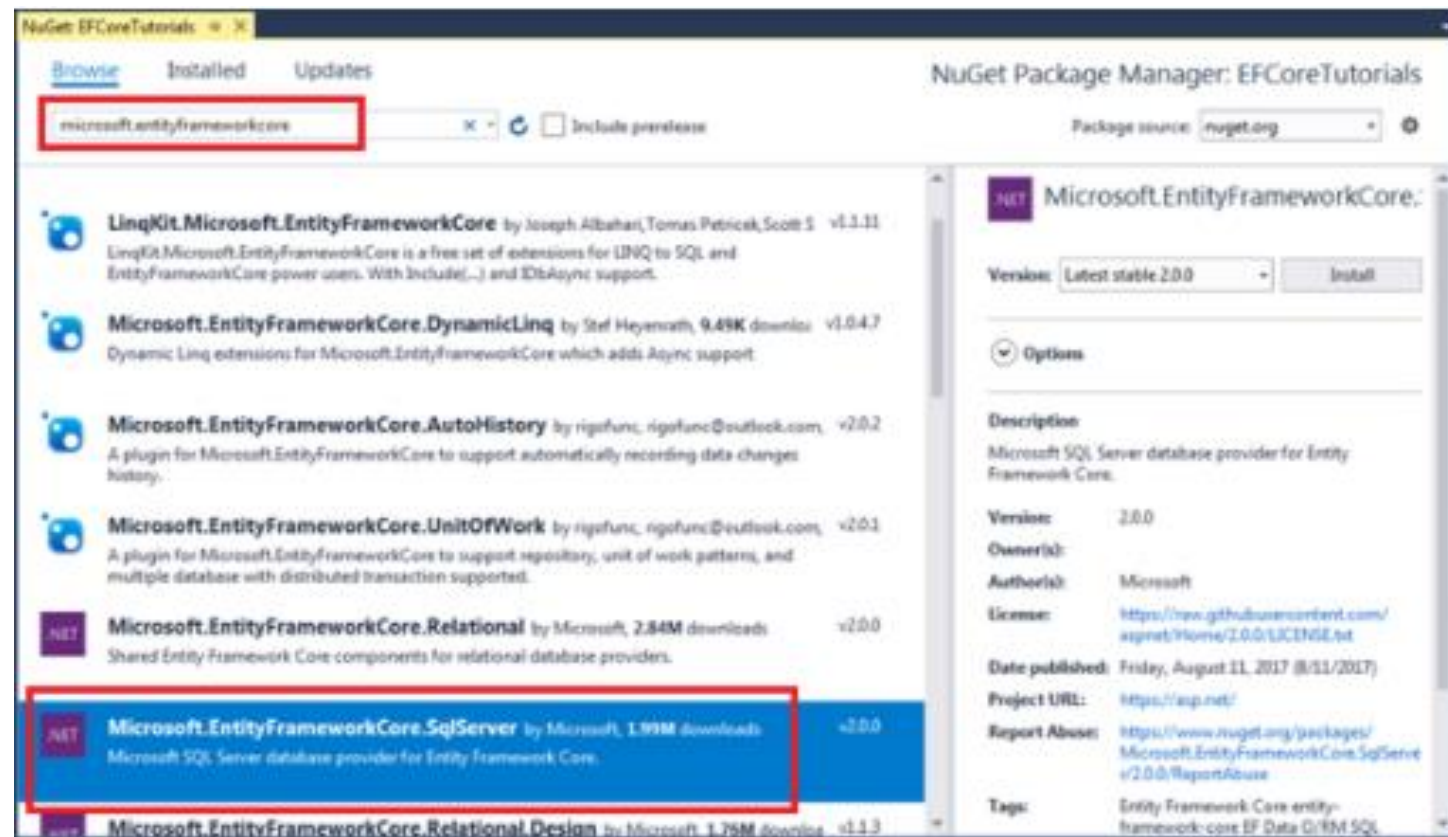 NuGet: EFCoreTutorials
Browse Installed Updates
NuGet Package Manager: EFCoreTutorials
microsoft.entityframeworkcore
Include prerelease
Package source: nuget.org
LinqKit.Microsoft.EntityFrameworkCore by Joseph Albahari,Tomas Petricek,Scott S v1.1.11
LinqKit.Microsoft.EntityFrameworkCore is a free set of extensions for LINQ to SQL and
EntityFrameworkCore power users. With Include(...) and IDbAsync support.
Microsoft.EntityFrameworkCore.DynamicLinq by Stef Heyenrath, 9.49K downloa v1.0.4.7
Dynamic Linq extensions for Microsoft.EntityFrameworkCore which adds Async support
Microsoft.EntityFrameworkCore.AutoHistory by rigofunc, rigofunc@outlook.com, v2.0.2
A plugin for Microsoft.EntityFrameworkCore to support automatically recording data changes
history.
Microsoft.EntityFrameworkCore.UnitOfWork by rigofunc, rigofunc@outlook.com, v2.0.1
A plugin for Microsoft.EntityFrameworkCore to support repository, unit of work patterns, and
multiple database with distributed transaction supported.
.NET
Microsoft.EntityFrameworkCore.Relational by Microsoft, 2.84M downloads v2.0.0
Shared Entity Framework Core components for relational database providers.
.NET
Microsoft.EntityFrameworkCore.SqlServer by Microsoft, 1.99M downloads v2.0.0
Microsoft SQL Server database provider for Entity Framework Core.
.NET
Microsoft.EntityFrameworkCore.Relational.Design by Microsoft, 1.76M downloa v1.1.3
.NET
Microsoft.EntityFrameworkCore.
Version: Latest stable 2.0.0 Install
Options
Description
Microsoft SQL Server database provider for Entity
Framework Core.
Version: 2.0.0
Owner(s):
Author(s): Microsoft
License: https://raw.githubusercontent.com/
aspnet/Home/2.0.0/LICENSE.txt
Date published: Friday, August 11, 2017 (8/11/2017)
Project URL: https://asp.net/
Report Abuse: https://www.nuget.org/packages/
Microsoft.EntityFrameworkCore.SqlServe
r/2.0.0/ReportAbuse
Tags: Entity Framework Core entity-
framework-core EF Data O/RM SQL